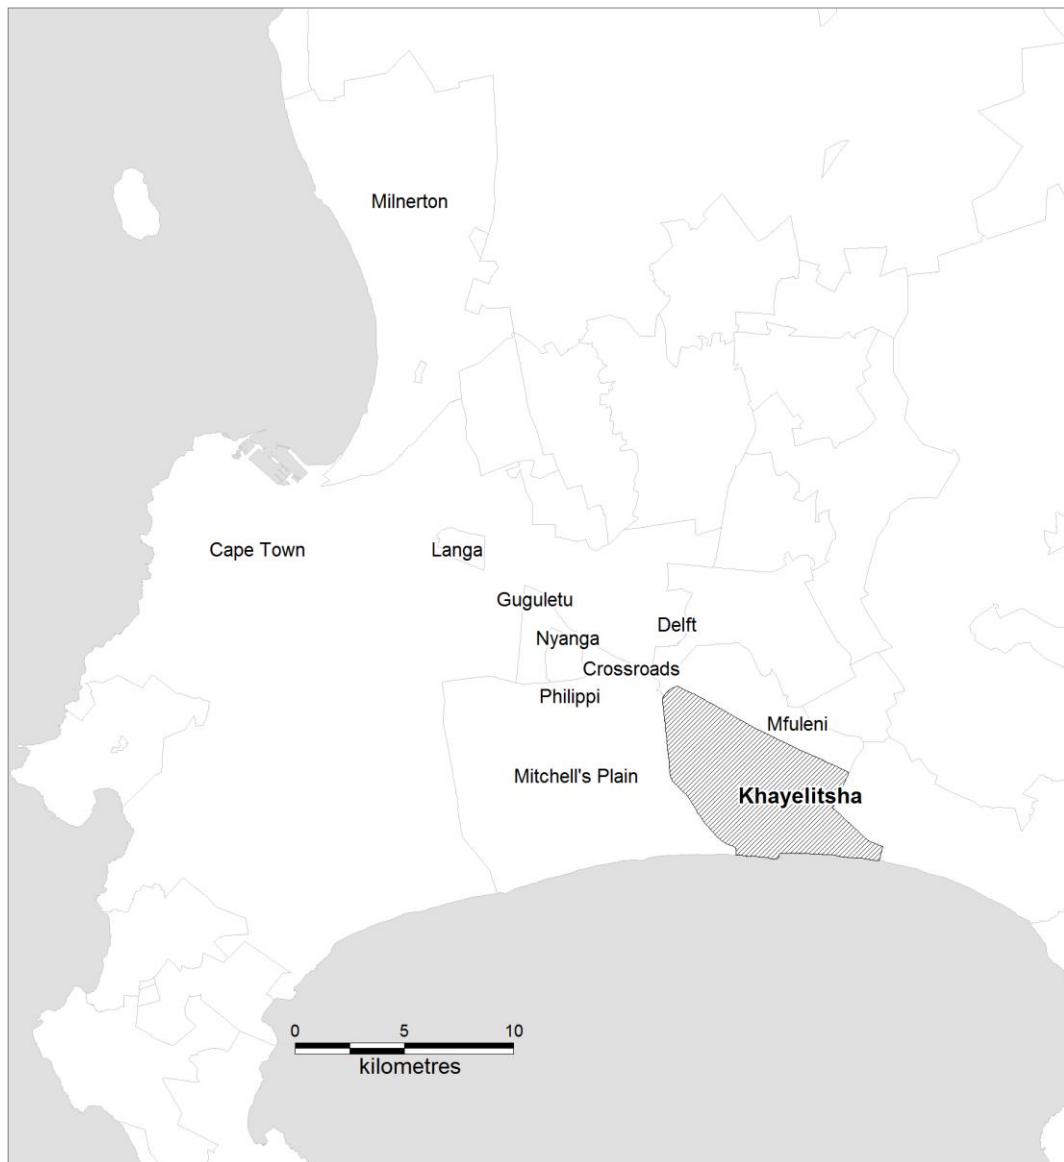 Milnerton
Cape Town
Langa
Guguletu
Delft
Nyanga
Crossroads
Philippi
Mfuleni
Mitchell's Plain
Khayelitsha
0 5 10
kilometres